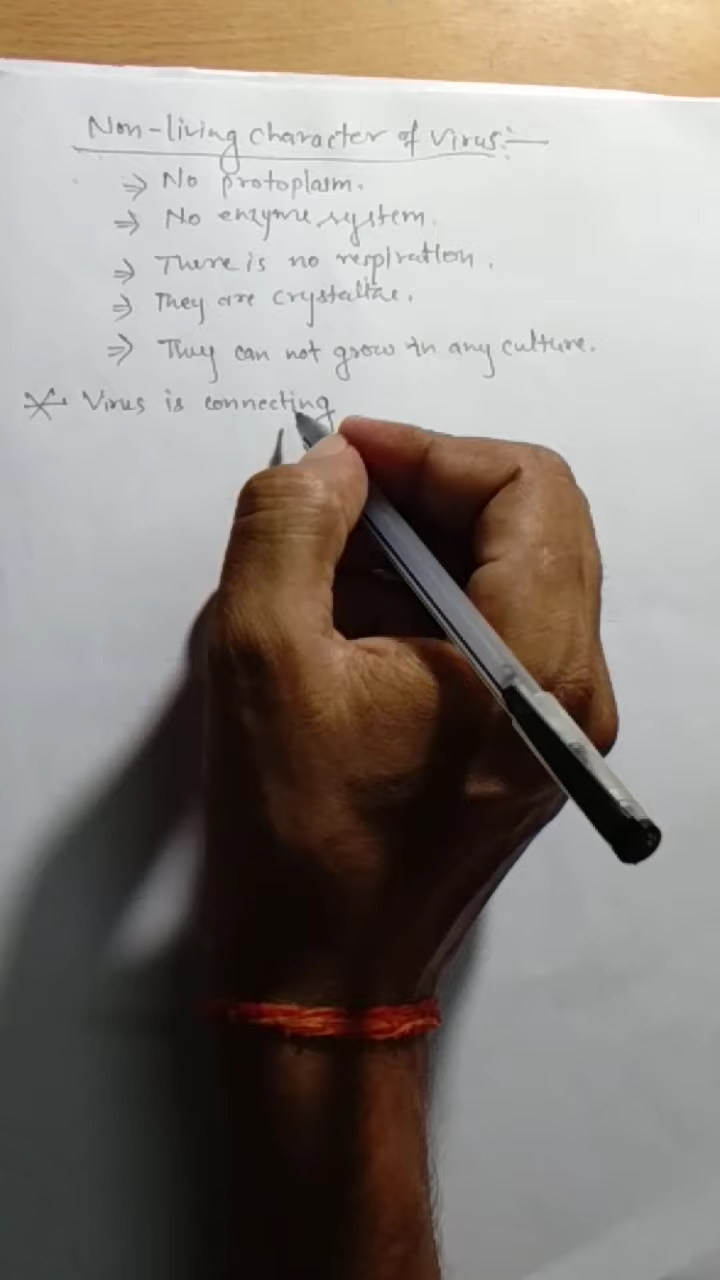 Non-living character of Virus:—
⇒ No protoplasm.
⇒ No enzyme system.
⇒ There is no respiration.
⇒ They are crystallize.
⇒ They can not grow in any culture.
* Virus is connecting